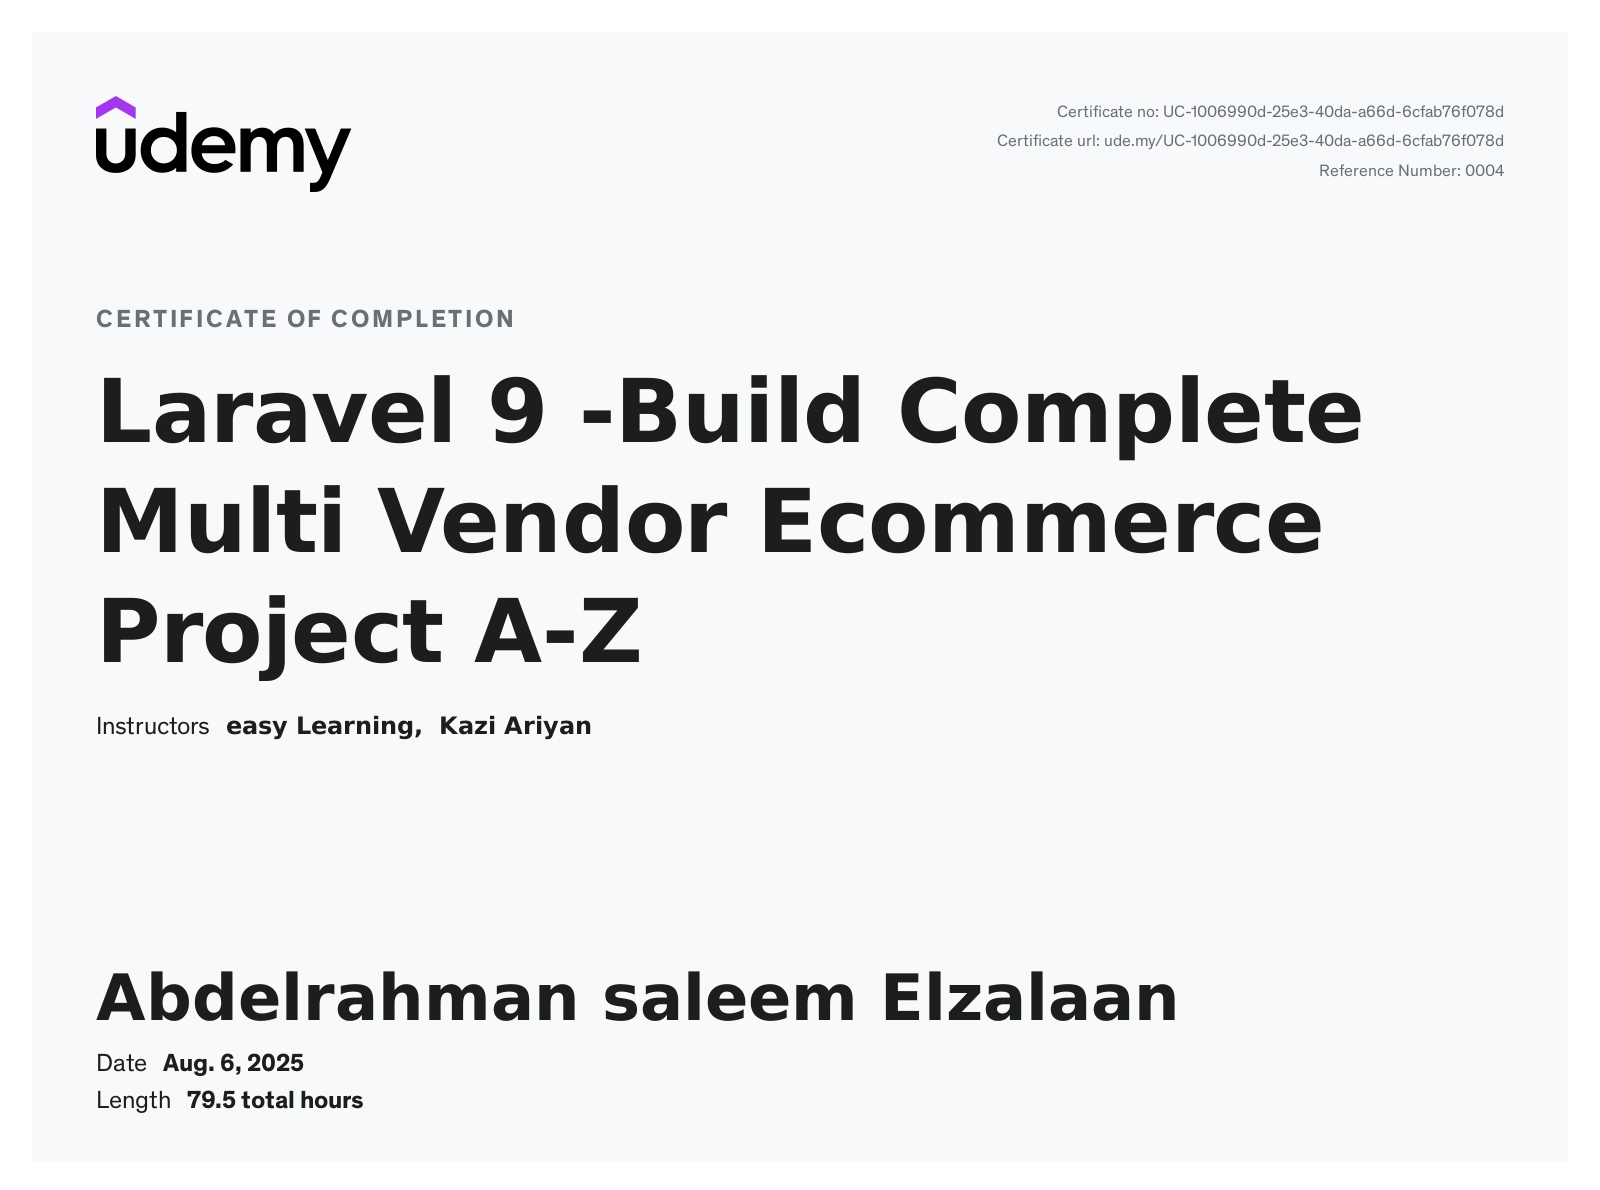 udemy
Certificate no: UC-1006990d-25e3-40da-a66d-6cfab76f078d
Certificate url: ude.my/UC-1006990d-25e3-40da-a66d-6cfab76f078d
Reference Number: 0004
CERTIFICATE OF COMPLETION
Laravel 9 -Build Complete
Multi Vendor Ecommerce
Project A-Z
Instructors easy Learning, Kazi Ariyan
Abdelrahman saleem Elzalaan
Date Aug. 6, 2025
Length 79.5 total hours